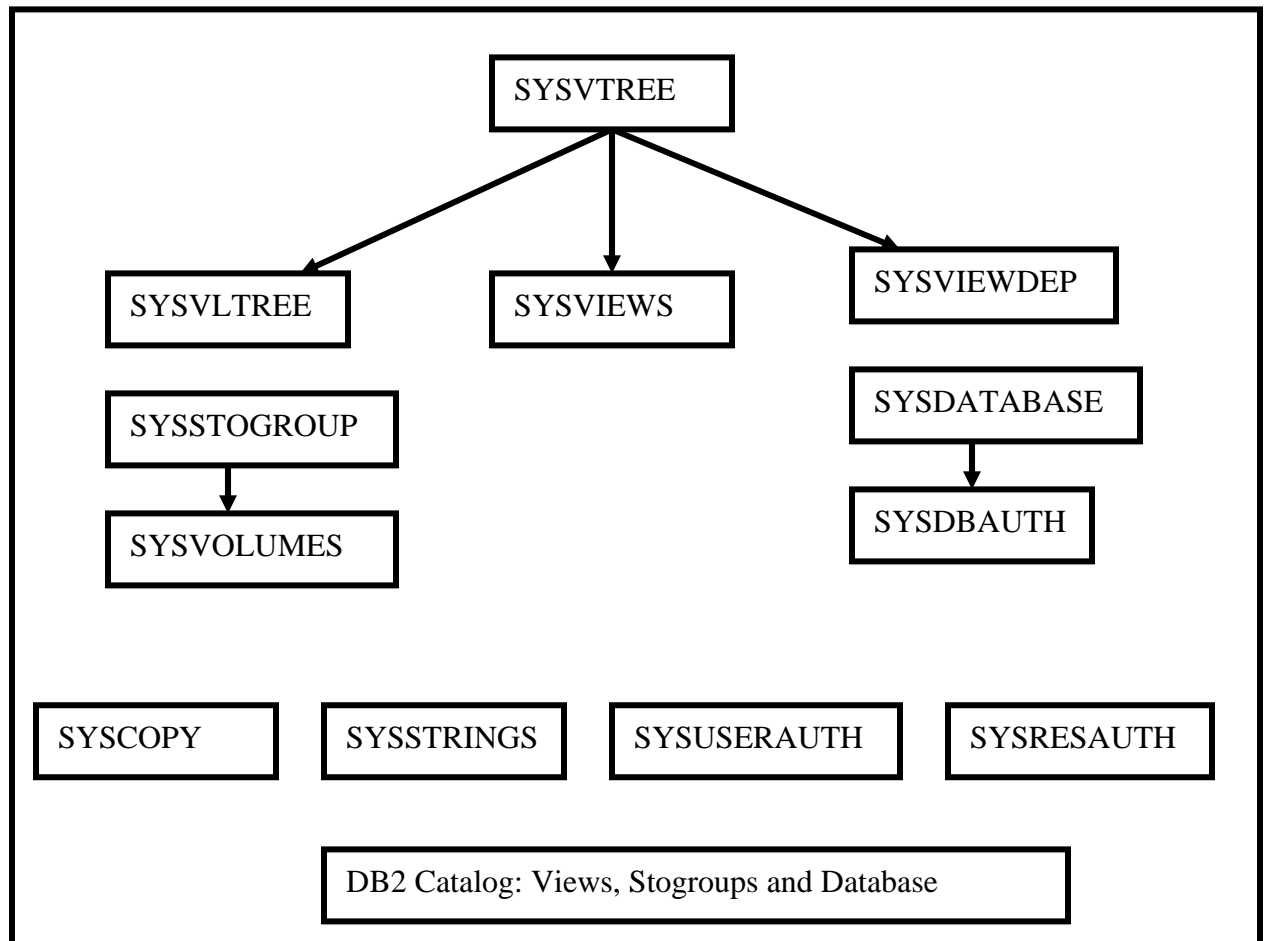 SYSVTREE
SYSVLTREE
SYSVIEWS
SYSVIEWDEP
SYSSTOGROUP
SYSDATABASE
SYSVOLUMES
SYSDBAUTH
SYSCOPY
SYSSTRINGS
SYSUSERAUTH
SYSRESAUTH
DB2 Catalog: Views, Stogroups and Database